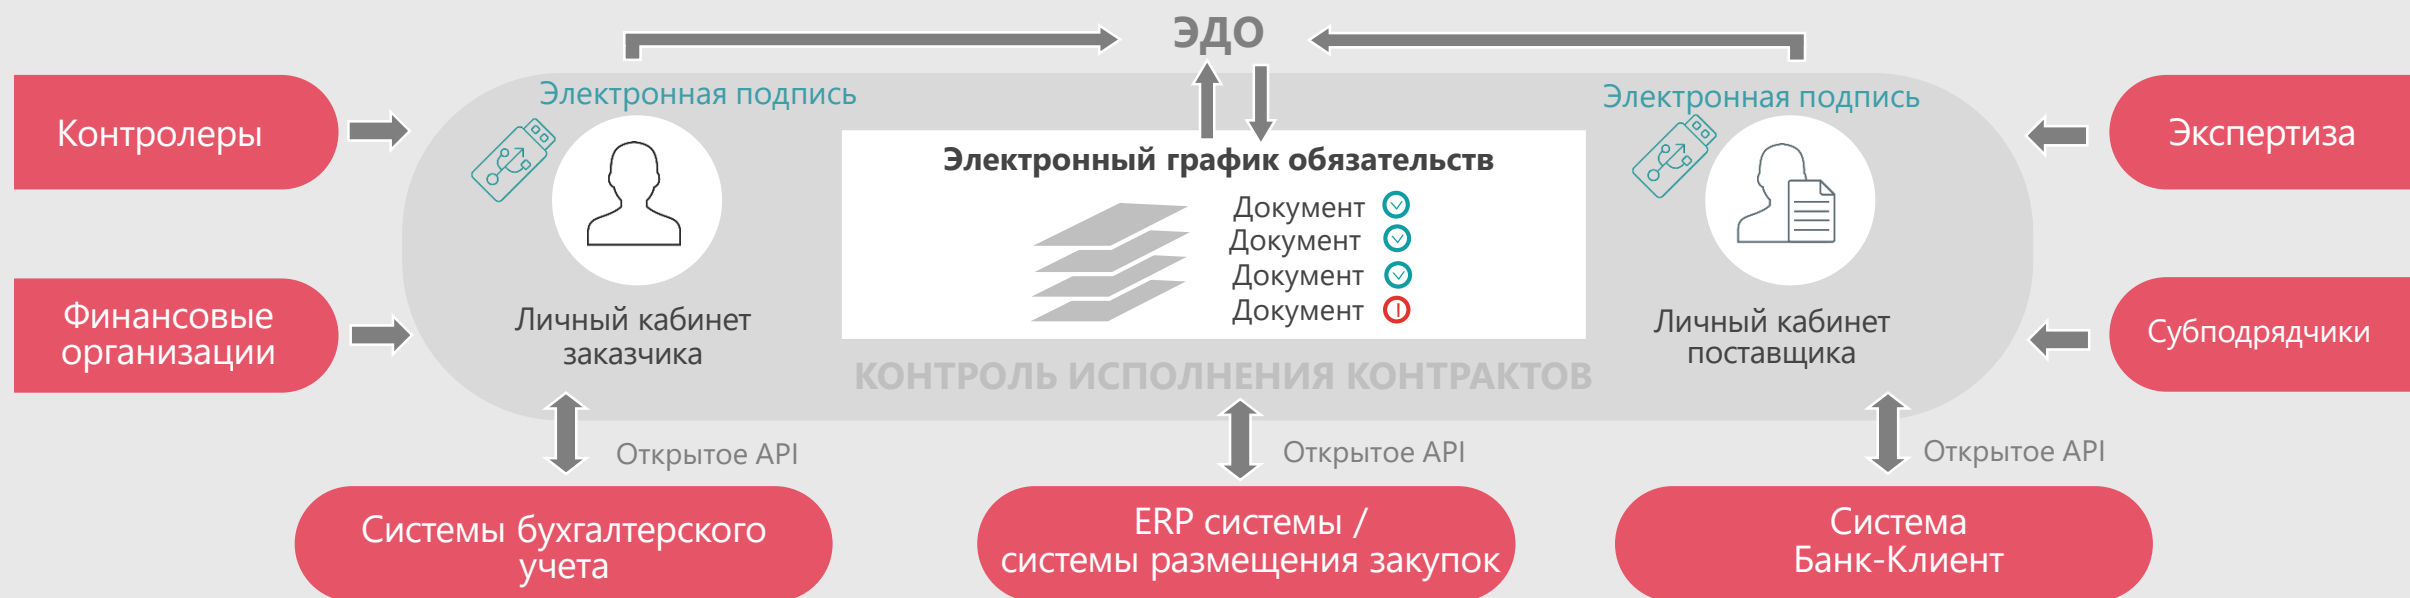 ЭДО
Электронная подпись
Электронная подпись
Контролеры
Экспертиза
Электронный график обязательств
Документ
Документ
Документ
Документ
Финансовые
организации
Личный кабинет
заказчика
Личный кабинет
поставщика
Субподрядчики
КОНТРОЛЬ ИСПОЛНЕНИЯ КОНТРАКТОВ
Открытое API
Открытое API
Открытое API
Системы бухгалтерского
учета
ERP системы /
системы размещения закупок
Система
Банк-Клиент